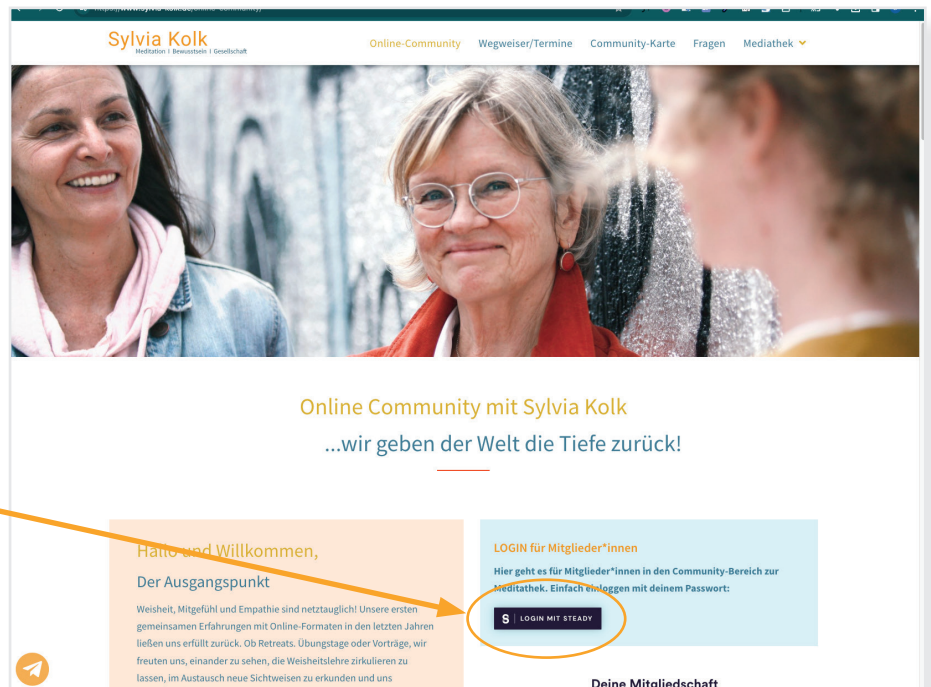 Sylvia Kolk
Meditation I Bewusstsein I Gesellschaft
Online-Community Wegweiser/Termine Community-Karte Fragen Mediathek
Online Community mit Sylvia Kolk
...wir geben der Welt die Tiefe zurück!
Hallo und Willkommen,
Der Ausgangspunkt
Weisheit, Mitgefühl und Empathie sind netztauglich! Unsere ersten
gemeinsamen Erfahrungen mit Online-Formaten in den letzten Jahren
ließen uns erfüllt zurück. Ob Retreats. Übungstage oder Vorträge, wir
freuten uns, einander zu sehen, die Weisheitslehre zirkulieren zu
lassen, im Austausch neue Sichtweisen zu erkunden und uns
LOGIN für Mitglieder*innen
Hier geht es für Mitglieder*innen in den Community-Bereich zur
Meditathek. Einfach einloggen mit deinem Passwort:
S | LOGIN MIT STEADY
Deine Mitgliedschaft